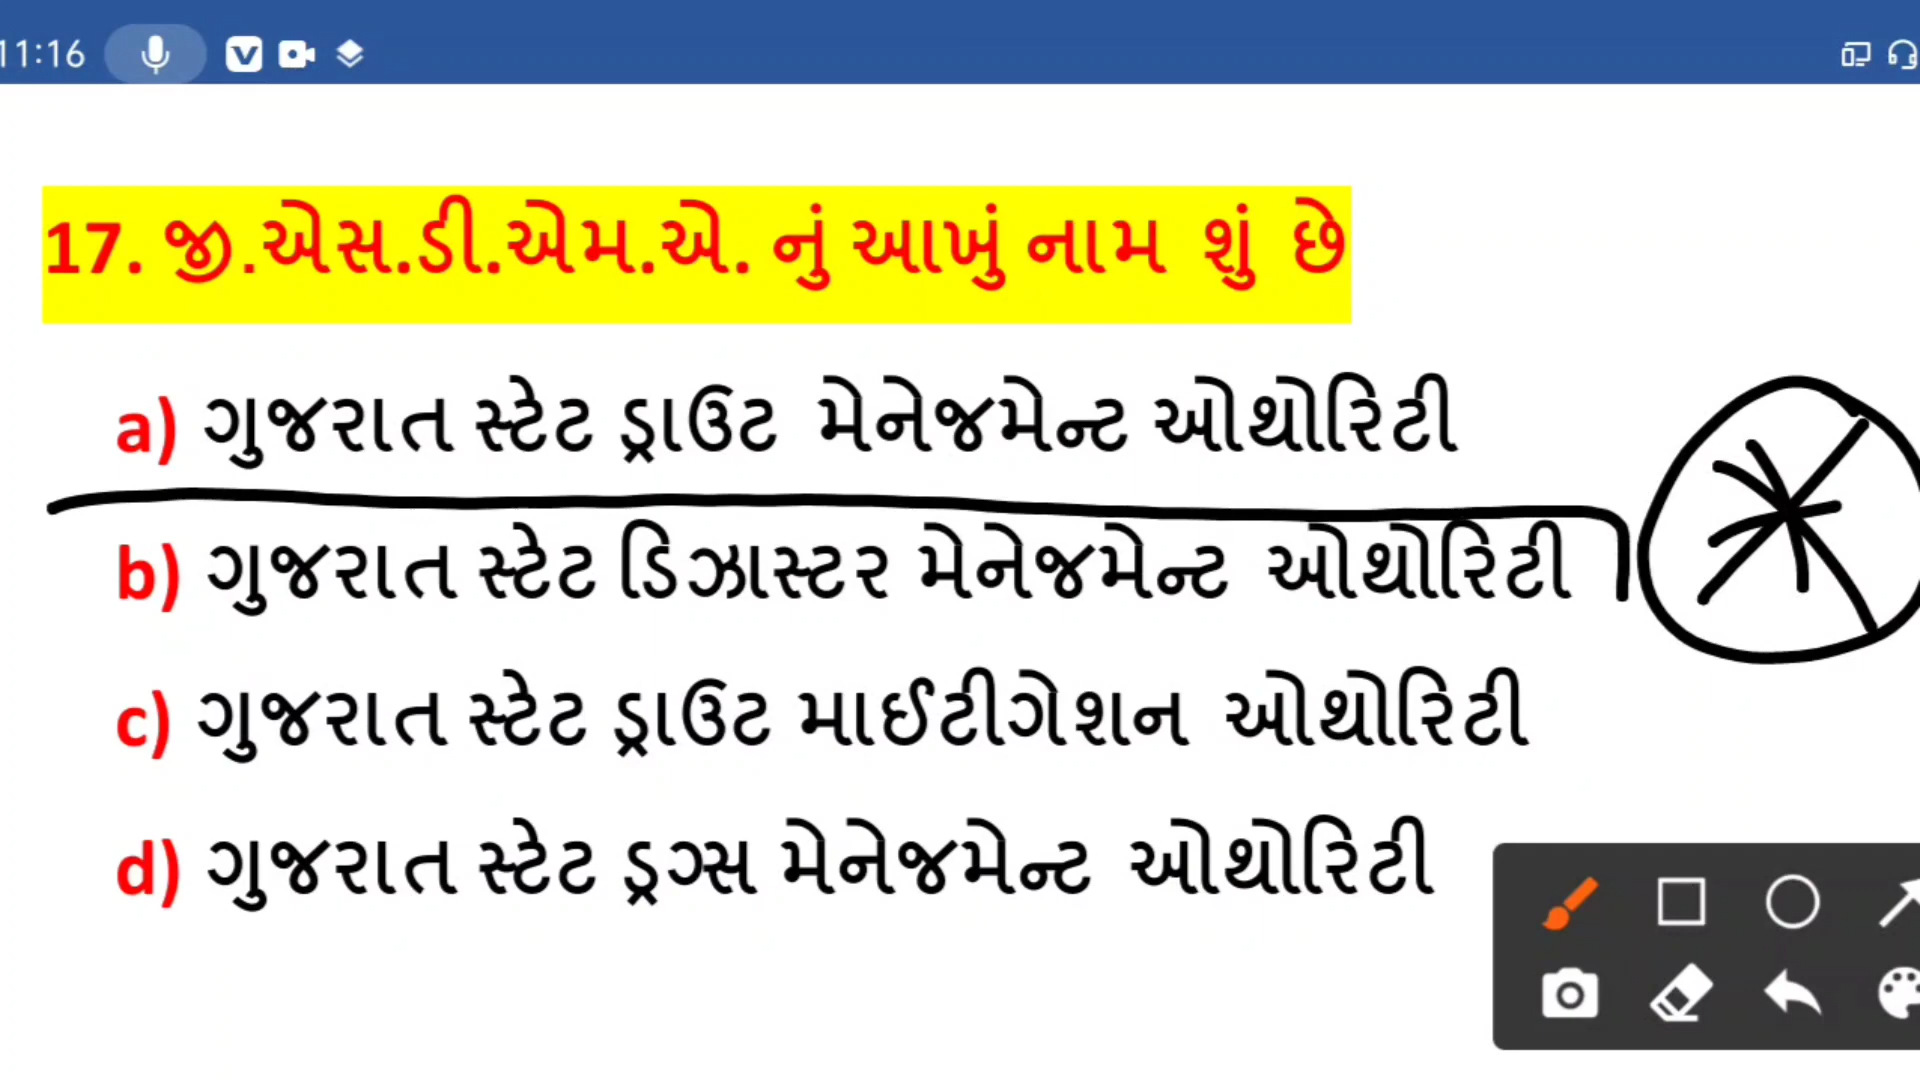 11:16
17. જી.એસ.ડી.એમ.એ. નું આખું નામ શું છે
a) ગુજરાત સ્ટેટ ડ્રાઉટ મેનેજમેન્ટ ઓથોરિટી
b) ગુજરાત સ્ટેટ ડિઝાસ્ટર મેનેજમેન્ટ ઓથોરિટી
c) ગુજરાત સ્ટેટ ડ્રાઉટ માઈટીગેશન ઓથોરિટી
d) ગુજરાત સ્ટેટ ડ્રગ્સ મેનેજમેન્ટ ઓથોરિટી